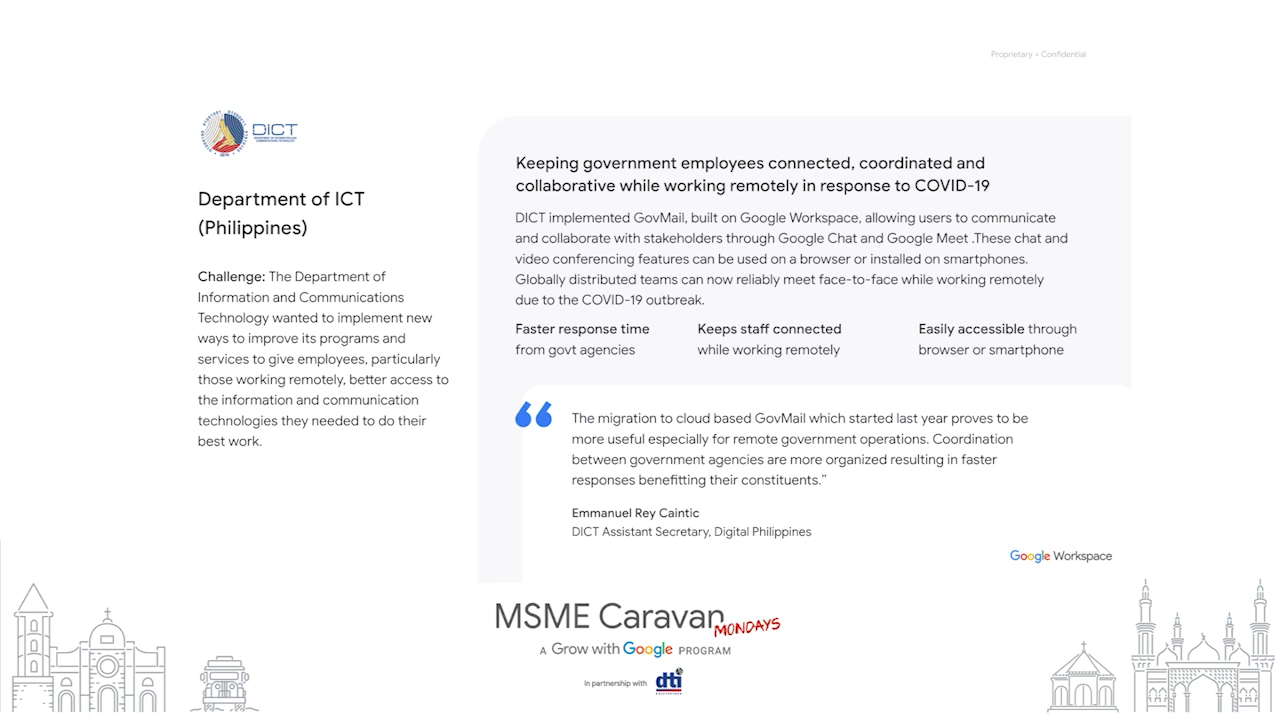 Proprietary + Confidential
DICT
Department of ICT
(Philippines)
Challenge: The Department of
Information and Communications
Technology wanted to implement new
ways to improve its programs and
services to give employees, particularly
those working remotely, better access to
the information and communication
technologies they needed to do their
best work.
Keeping government employees connected, coordinated and
collaborative while working remotely in response to COVID-19
DICT implemented GovMail, built on Google Workspace, allowing users to communicate
and collaborate with stakeholders through Google Chat and Google Meet .These chat and
video conferencing features can be used on a browser or installed on smartphones.
Globally distributed teams can now reliably meet face-to-face while working remotely
due to the COVID-19 outbreak.
Faster response time
from govt agencies
Keeps staff connected
while working remotely
Easily accessible through
browser or smartphone
“
The migration to cloud based GovMail which started last year proves to be
more useful especially for remote government operations. Coordination
between government agencies are more organized resulting in faster
responses benefitting their constituents.”
Emmanuel Rey Caintic
DICT Assistant Secretary, Digital Philippines
Google Workspace
MSME Caravan
MONDAYS
A Grow with Google PROGRAM
in partnership with dti